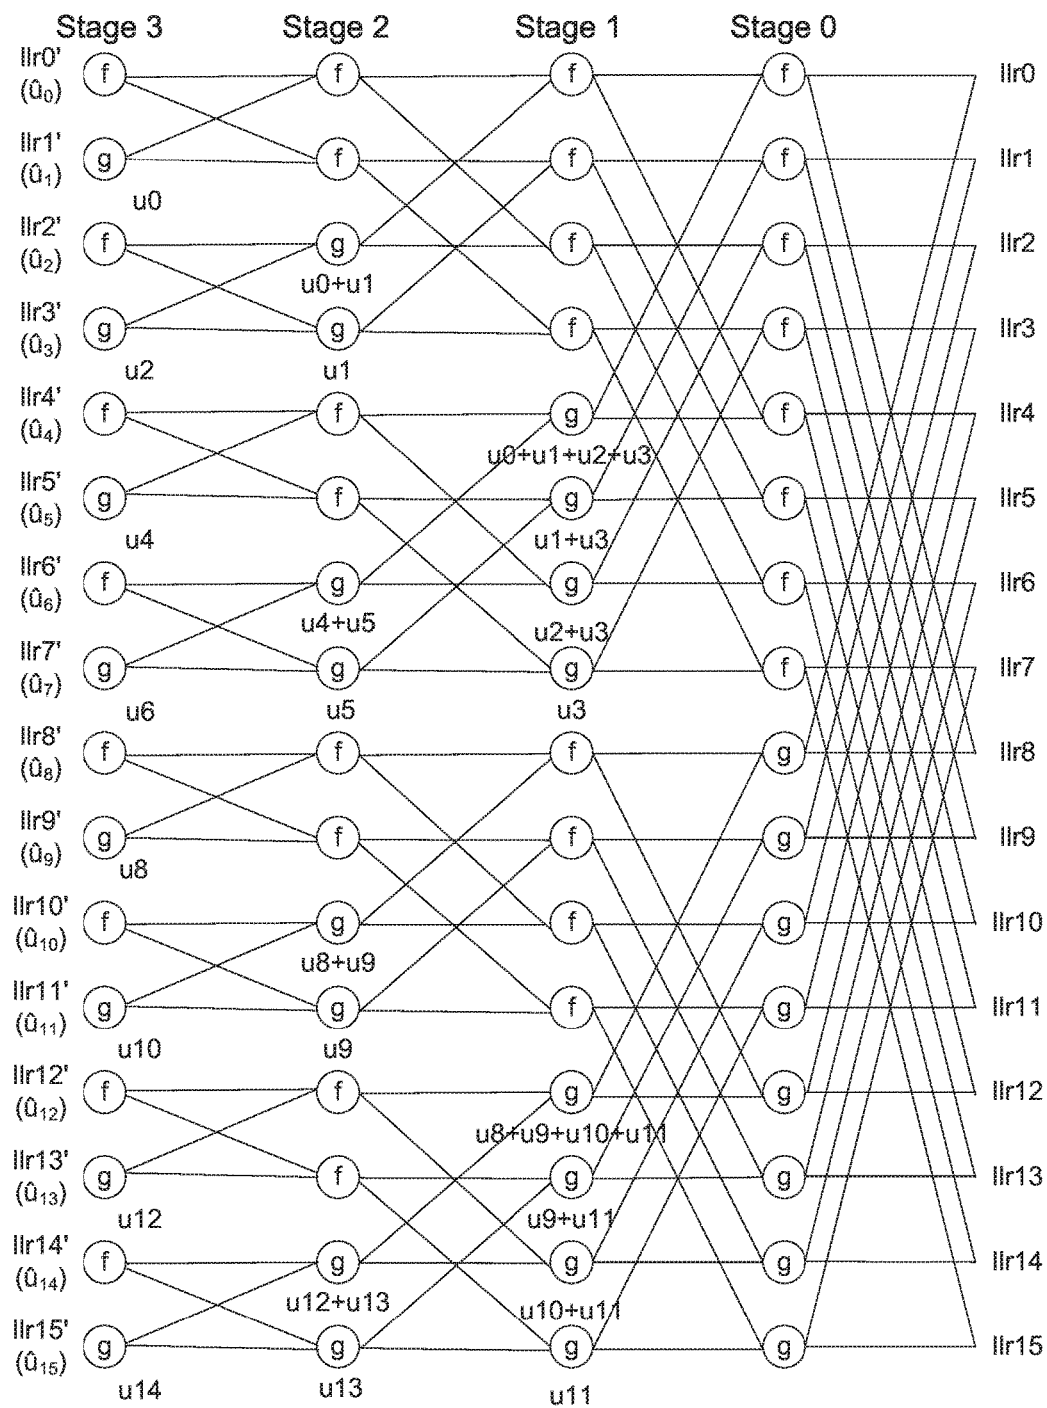 Stage 3 Stage 2 Stage 1 Stage 0
llr0' f f f f llr0
(û0)
llr1' g f f f llr1
(û1)
u0
llr2' f g f f llr2
(û2)
u0+u1
llr3' g g f f llr3
(û3)
u2 u1
llr4' f f g f llr4
(û4)
u0+u1+u2+u3
llr5' g f g f llr5
(û5)
u4 u1+u3
llr6' f g g f llr6
(û6)
u4+u5 u2+u3
llr7' g g g f llr7
(û7)
u6 u5 u3
llr8' f f f g llr8
(û8)
llr9' g f f g llr9
(û9)
u8
llr10' f g f g llr10
(û10)
u8+u9
llr11' g g f g llr11
(û11)
u10 u9
llr12' f f g g llr12
(û12)
u8+u9+u10+u11
llr13' g f g g llr13
(û13)
u12 u9+u11
llr14' f g g g llr14
(û14)
u12+u13 u10+u11
llr15' g g g g llr15
(û15)
u14 u13 u11